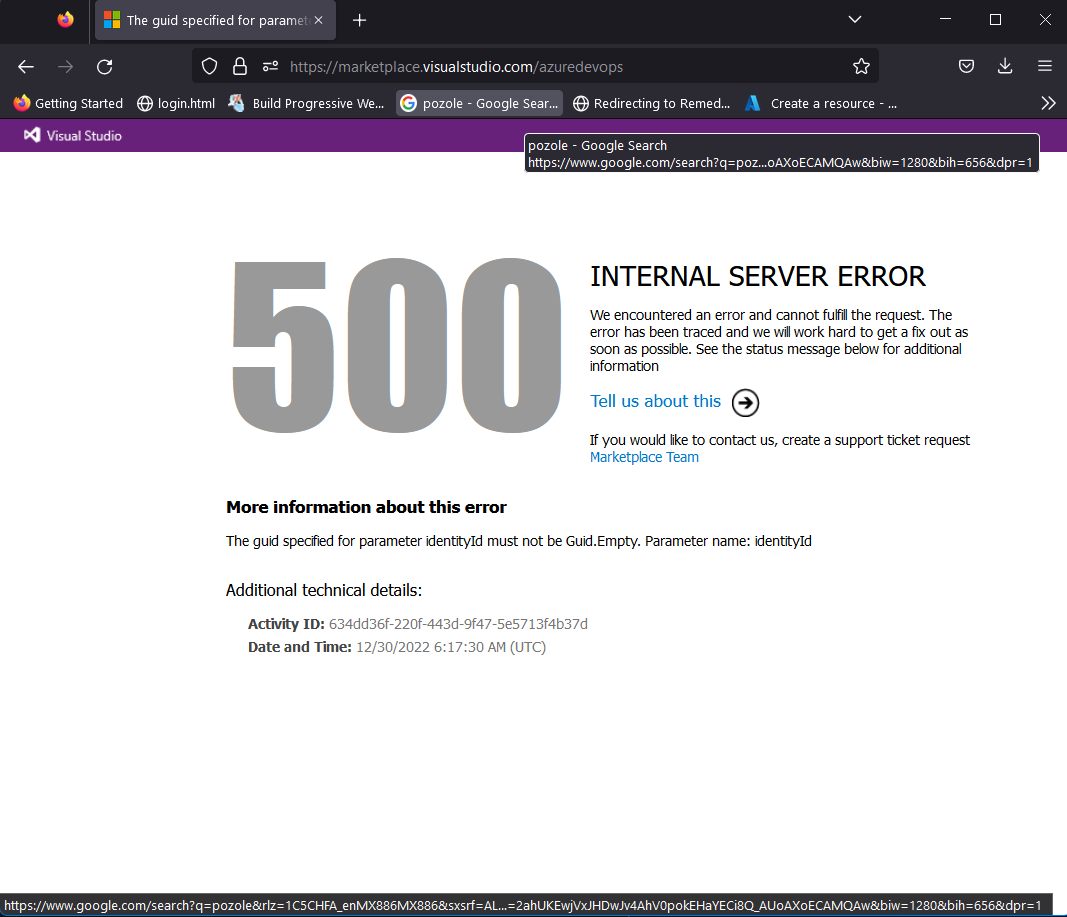 The guid specified for paramet
https://marketplace.visualstudio.com/azuredevops
Getting Started
login.html
Build Progressive We...
pozole - Google Sear...
Redirecting to Remed...
Create a resource - ...
Visual Studio
pozole - Google Search
https://www.google.com/search?q=poz...oAXoECAMQAw&biw=1280&bih=656&dpr=1
500
INTERNAL SERVER ERROR
We encountered an error and cannot fulfill the request. The
error has been traced and we will work hard to get a fix out as
soon as possible. See the status message below for additional
information
Tell us about this
If you would like to contact us, create a support ticket request
Marketplace Team
More information about this error
The guid specified for parameter identityId must not be Guid.Empty. Parameter name: identityId
Additional technical details:
Activity ID: 634dd36f-220f-443d-9f47-5e5713f4b37d
Date and Time: 12/30/2022 6:17:30 AM (UTC)
https://www.google.com/search?q=pozole&rlz=1C5CHFA_enMX886MX886&sxsrf=AL...=2ahUKEwjVxJHDwJv4AhV0pokEHaYECi8Q_AUoAXoECAMQAw&biw=1280&bih=656&dpr=1